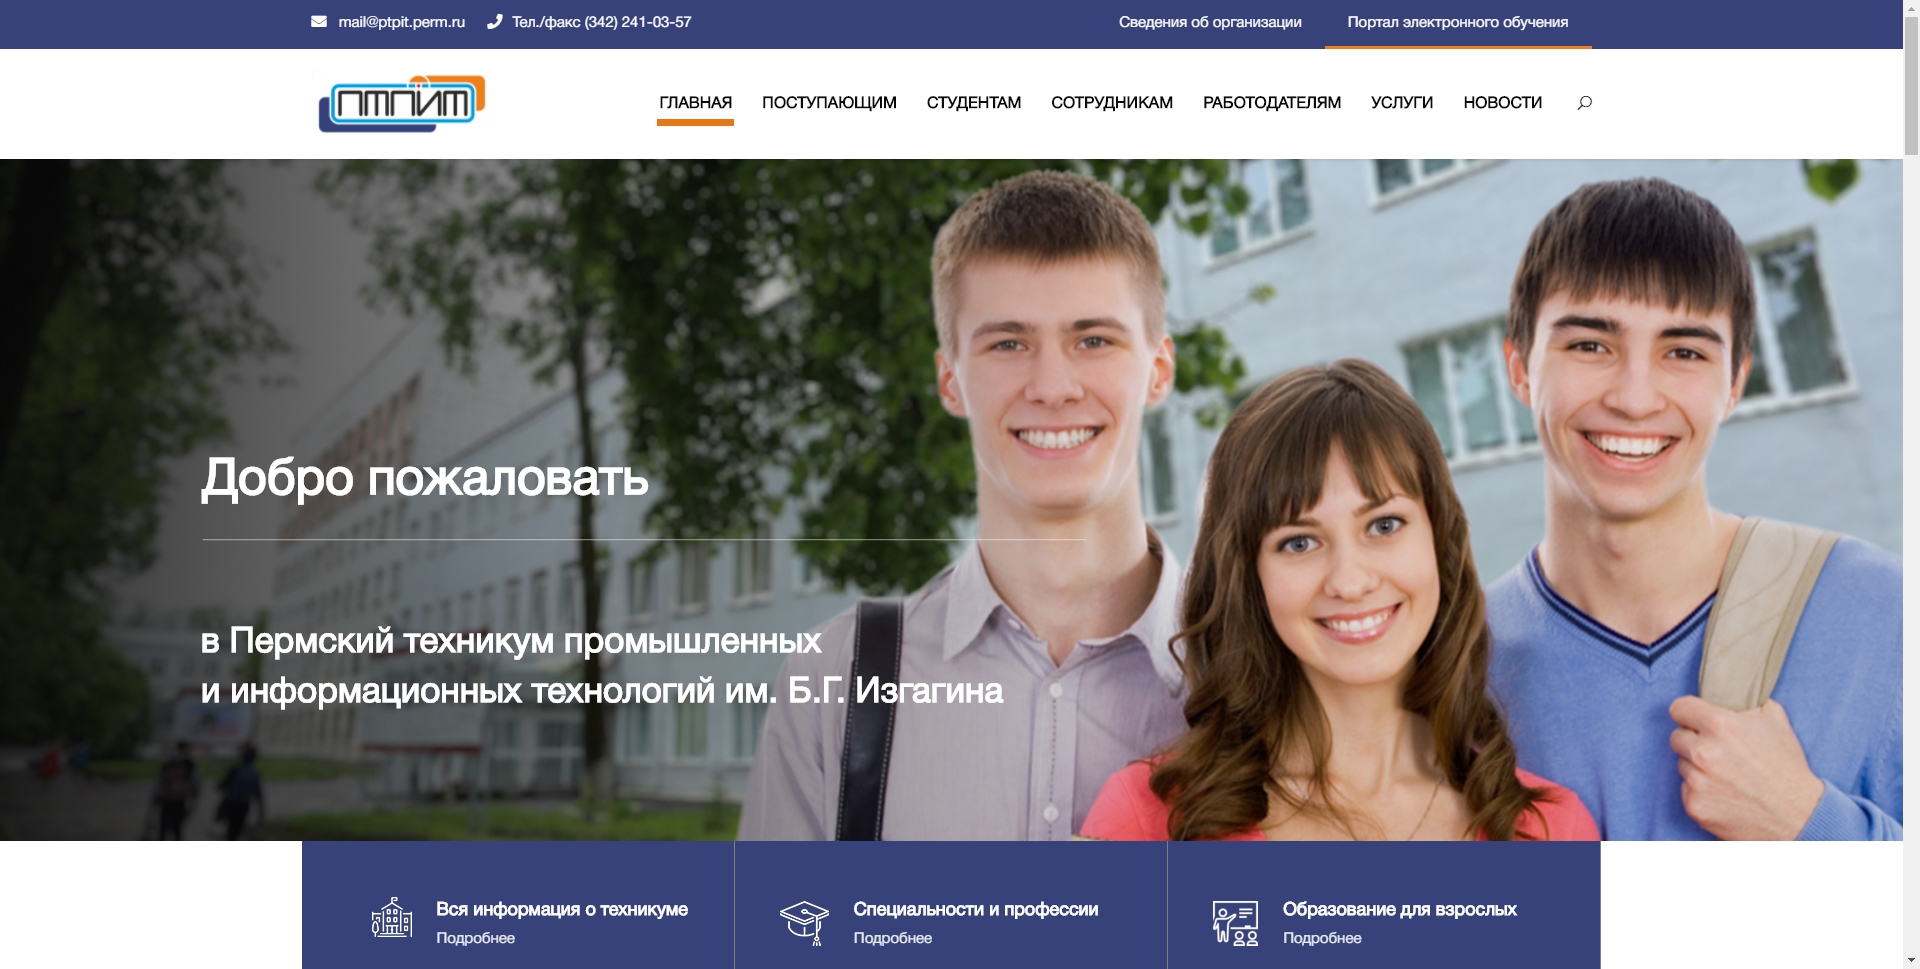 mail@ptpit.perm.ru Тел./факс (342) 241-03-57 Сведения об организации Портал электронного обучения
ПТПИТ ГЛАВНАЯ ПОСТУПАЮЩИМ СТУДЕНТАМ СОТРУДНИКАМ РАБОТОДАТЕЛЯМ УСЛУГИ НОВОСТИ
Добро пожаловать
в Пермский техникум промышленных
и информационных технологий им. Б.Г. Изгагина
Вся информация о техникуме
Подробнее
Специальности и профессии
Подробнее
Образование для взрослых
Подробнее